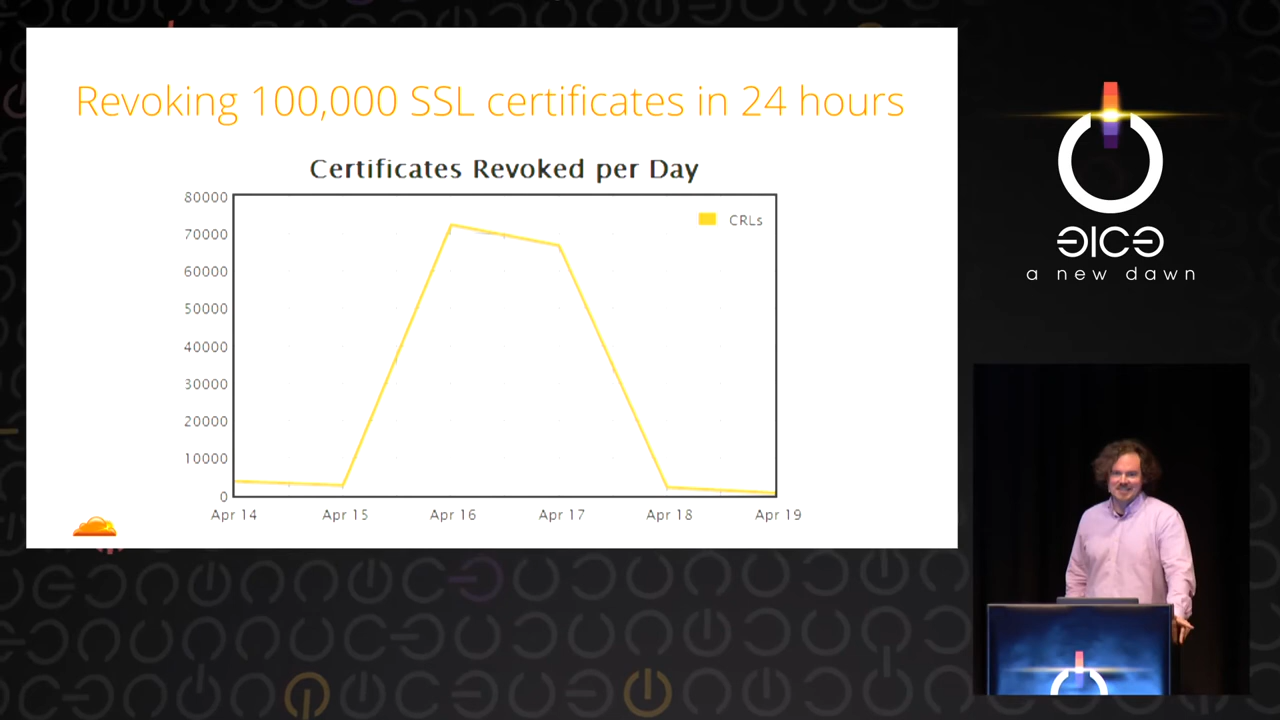 Revoking 100,000 SSL certificates in 24 hours
Certificates Revoked per Day
80000
70000
60000
50000
40000
30000
20000
10000
0
CRLs
Apr 14
Apr 15
Apr 16
Apr 17
Apr 18
Apr 19
a new dawn